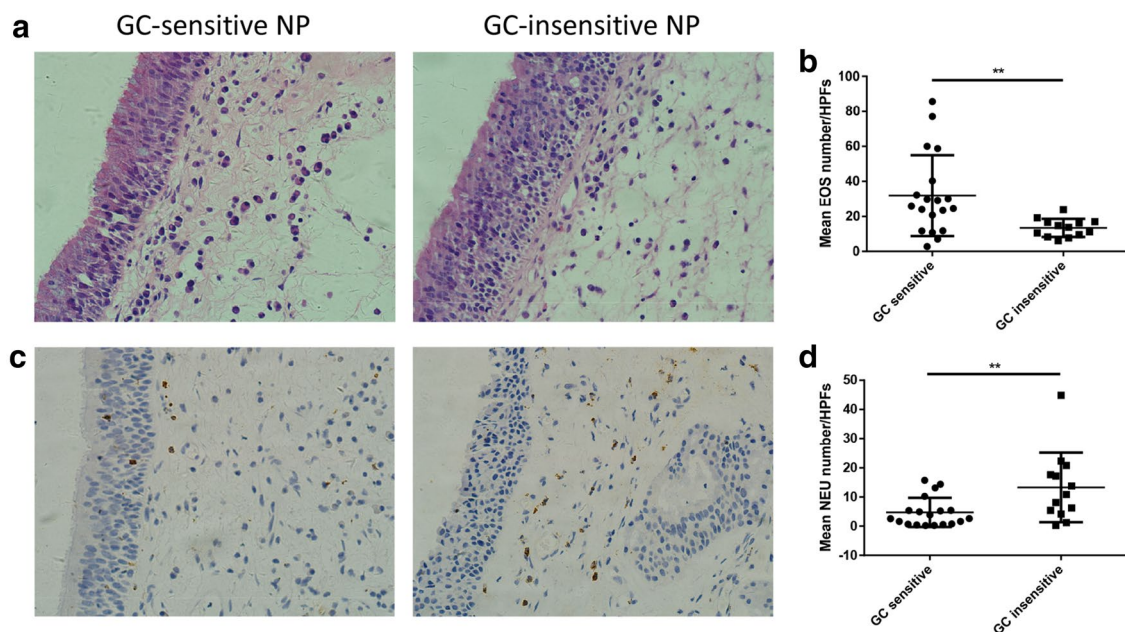 a
GC-sensitive NP
GC-insensitive NP
b
Mean EOS number/HPFs
100
80
60
40
20
0
**
GC sensitive
GC insensitive
c
d
Mean NEU number/HPFs
50
40
30
20
10
0
-10
**
GC sensitive
GC insensitive